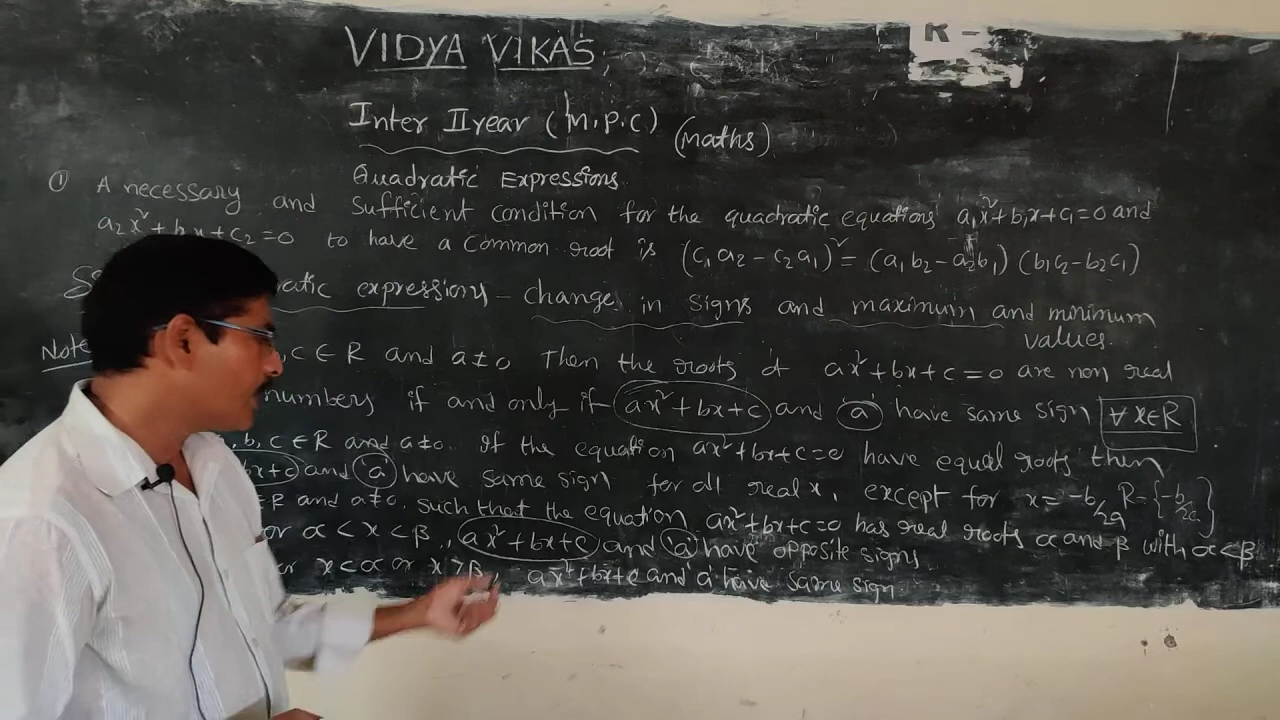 R -
VIDYA VIKAS
Inter II year (M.P.C) (maths)
Quadratic Expressions
① A necessary and sufficient condition for the quadratic equations a₁x²+b₁x+c₁=0 and
a₂x²+b₂x+c₂=0 to have a common root is (c₁a₂-c₂a₁)²=(a₁b₂-a₂b₁)(b₁c₂-b₂c₁)
atic expressions - change in signs and maximum and minimum
values.
Note c ∈ R and a≠0 Then the roots of ax²+bx+c=0 are non real
numbers if and only if ax²+bx+c and 'a' have same sign ∀ x∈R
b, c ∈ R and a≠0. If the equation ax²+bx+c=0 have equal roots then
bx+c and 'a' have same sign for all real x, except for x=-b/2a R-{-b/2a}
∈R and a≠0, such that the equation ax²+bx+c=0 has real roots α and β with α<β
or α<x<β, ax²+bx+c and 'a' have opposite signs.
or x<α or x>β, ax²+bx+c and 'a' have same sign.